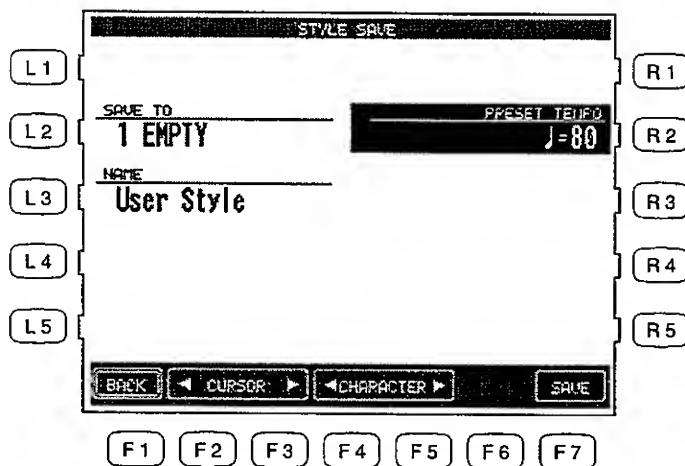 STYLE SAVE
L1
R1
SAVE TO
PRESET TEMPO
L2
1 EMPTY
♩=80
R2
NAME
L3
User Style
R3
L4
R4
L5
R5
BACK ◄ CURSOR ► ◄CHARACTER► SAVE
F1 F2 F3 F4 F5 F6 F7